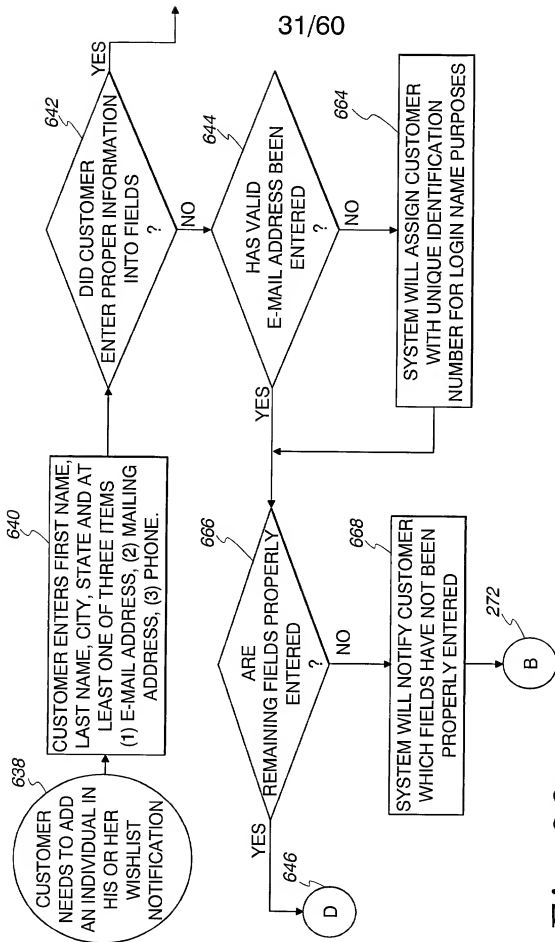 31/60
638
CUSTOMER
NEEDS TO ADD
AN INDIVIDUAL IN
HIS OR HER
WISHLIST
NOTIFICATION
640
CUSTOMER ENTERS FIRST NAME,
LAST NAME, CITY, STATE AND AT
LEAST ONE OF THREE ITEMS
(1) E-MAIL ADDRESS, (2) MAILING
ADDRESS, (3) PHONE.
642
DID CUSTOMER
ENTER PROPER INFORMATION
INTO FIELDS
?
YES
NO
644
HAS VALID
E-MAIL ADDRESS BEEN
ENTERED
?
YES
NO
664
SYSTEM WILL ASSIGN CUSTOMER
WITH UNIQUE IDENTIFICATION
NUMBER FOR LOGIN NAME PURPOSES
666
ARE
REMAINING FIELDS PROPERLY
ENTERED
?
YES
NO
646
D
668
SYSTEM WILL NOTIFY CUSTOMER
WHICH FIELDS HAVE NOT BEEN
PROPERLY ENTERED
272
B